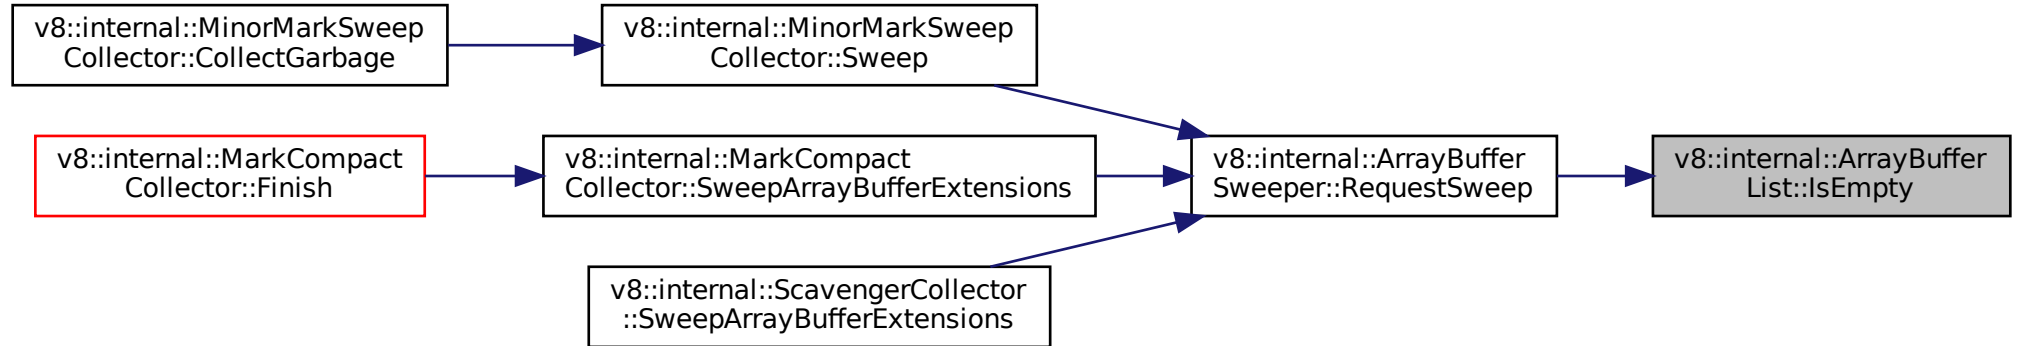 v8::internal::MinorMarkSweep
Collector::CollectGarbage
v8::internal::MinorMarkSweep
Collector::Sweep
v8::internal::MarkCompact
Collector::Finish
v8::internal::MarkCompact
Collector::SweepArrayBufferExtensions
v8::internal::ArrayBuffer
Sweeper::RequestSweep
v8::internal::ArrayBuffer
List::IsEmpty
v8::internal::ScavengerCollector
::SweepArrayBufferExtensions